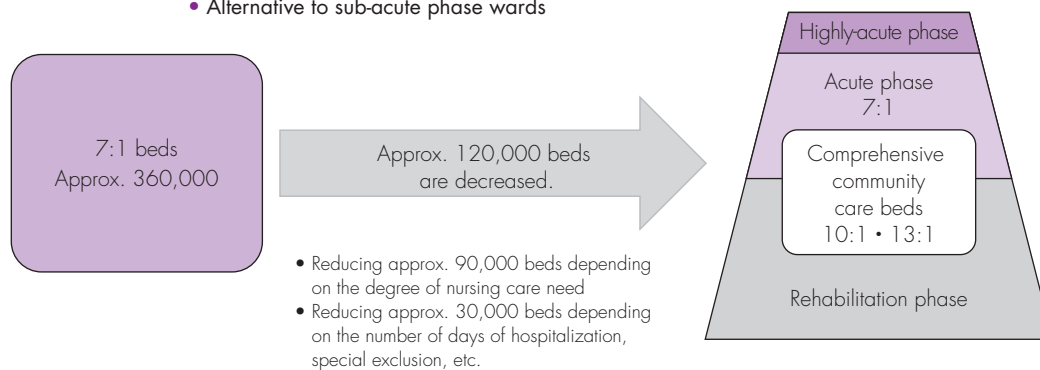 • Alternative to sub-acute phase wards
7:1 beds
Approx. 360,000
Approx. 120,000 beds
are decreased.
• Reducing approx. 90,000 beds depending
on the degree of nursing care need
• Reducing approx. 30,000 beds depending
on the number of days of hospitalization,
special exclusion, etc.
Highly-acute phase
Acute phase
7:1
Comprehensive
community
care beds
10:1 • 13:1
Rehabilitation phase